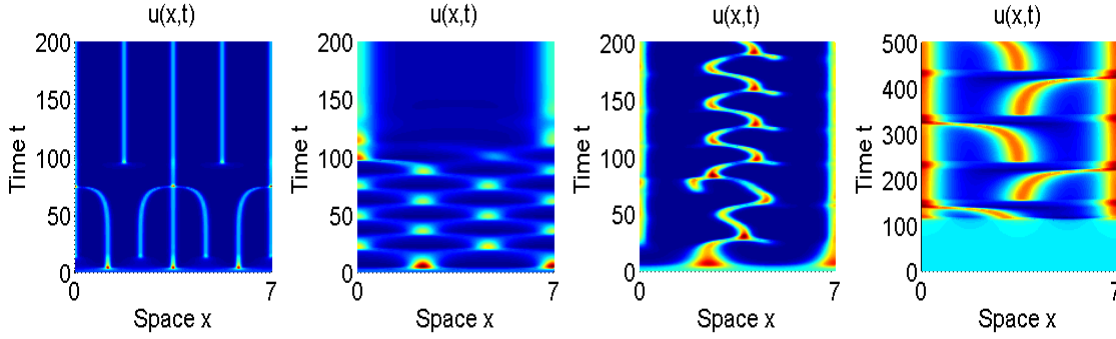 u(x,t) u(x,t) u(x,t) u(x,t)
200 200 200 500
400
150 150 150
300
Time t 100 Time t 100 Time t 100 Time t
200
50 50 50
100
0 0 0 0
0 7 0 7 0 7 0 7
Space x Space x Space x Space x